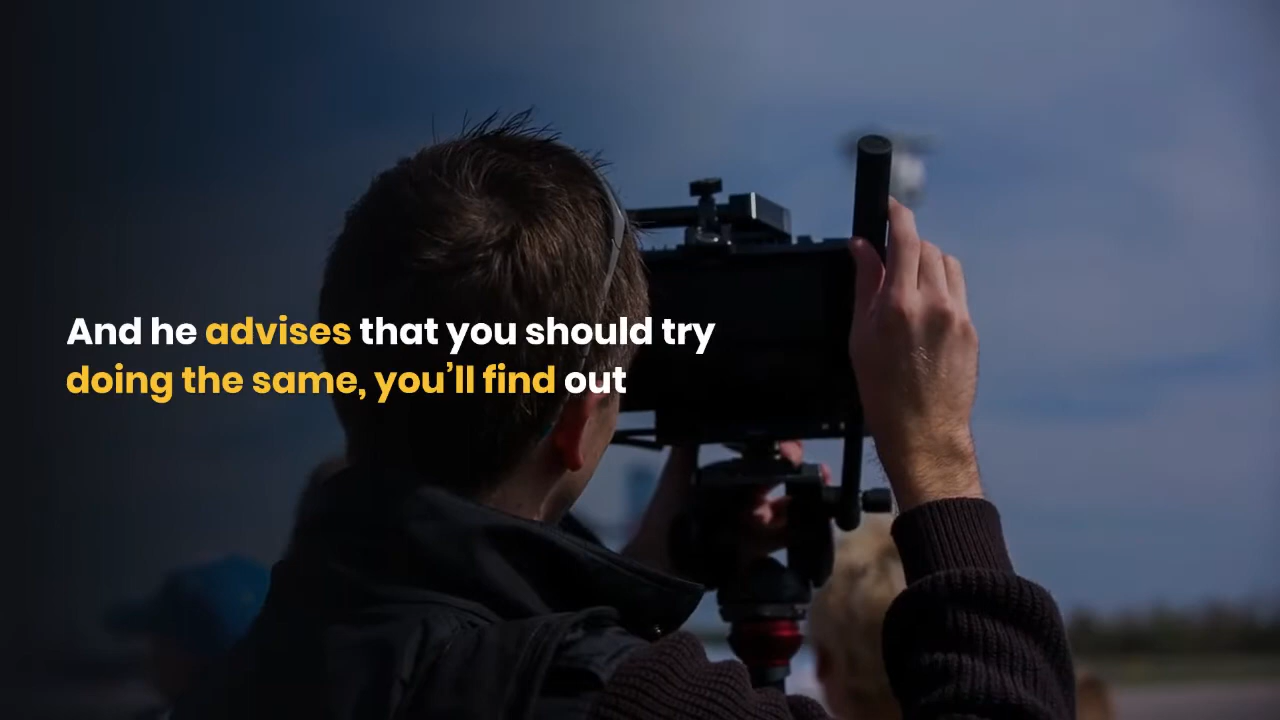 And he advises that you should try
doing the same, you’ll find out